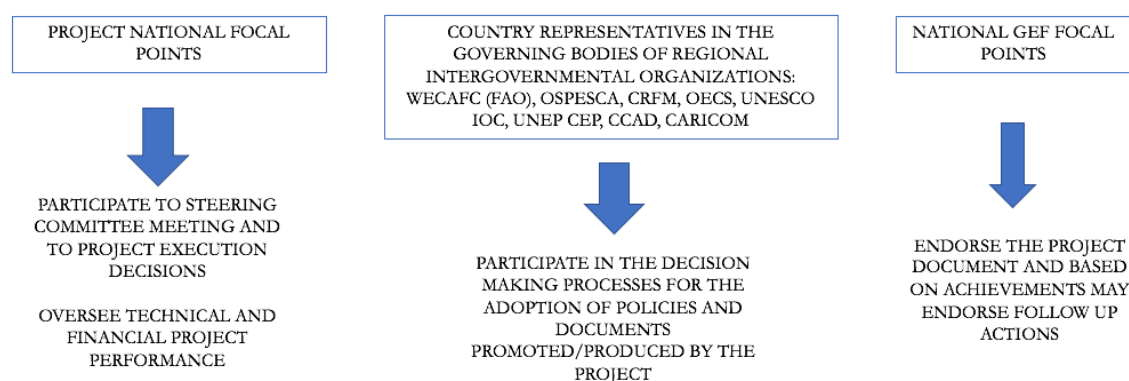 PROJECT NATIONAL FOCAL
POINTS
PARTICIPATE TO STEERING
COMMITTEE MEETING AND
TO PROJECT EXECUTION
DECISIONS
OVERSEE TECHNICAL AND
FINANCIAL PROJECT
PERFORMANCE
COUNTRY REPRESENTATIVES IN THE
GOVERNING BODIES OF REGIONAL
INTERGOVERNMENTAL ORGANIZATIONS:
WECAFC (FAO), OSPESCA, CRFM, OECS, UNESCO
IOC, UNEP CEP, CCAD, CARICOM
PARTICIPATE IN THE DECISION
MAKING PROCESSES FOR THE
ADOPTION OF POLICIES AND
DOCUMENTS
PROMOTED/PRODUCED BY THE
PROJECT
NATIONAL GEF FOCAL
POINTS
ENDORSE THE PROJECT
DOCUMENT AND BASED
ON ACHIEVEMENTS MAY
ENDORSE FOLLOW UP
ACTIONS